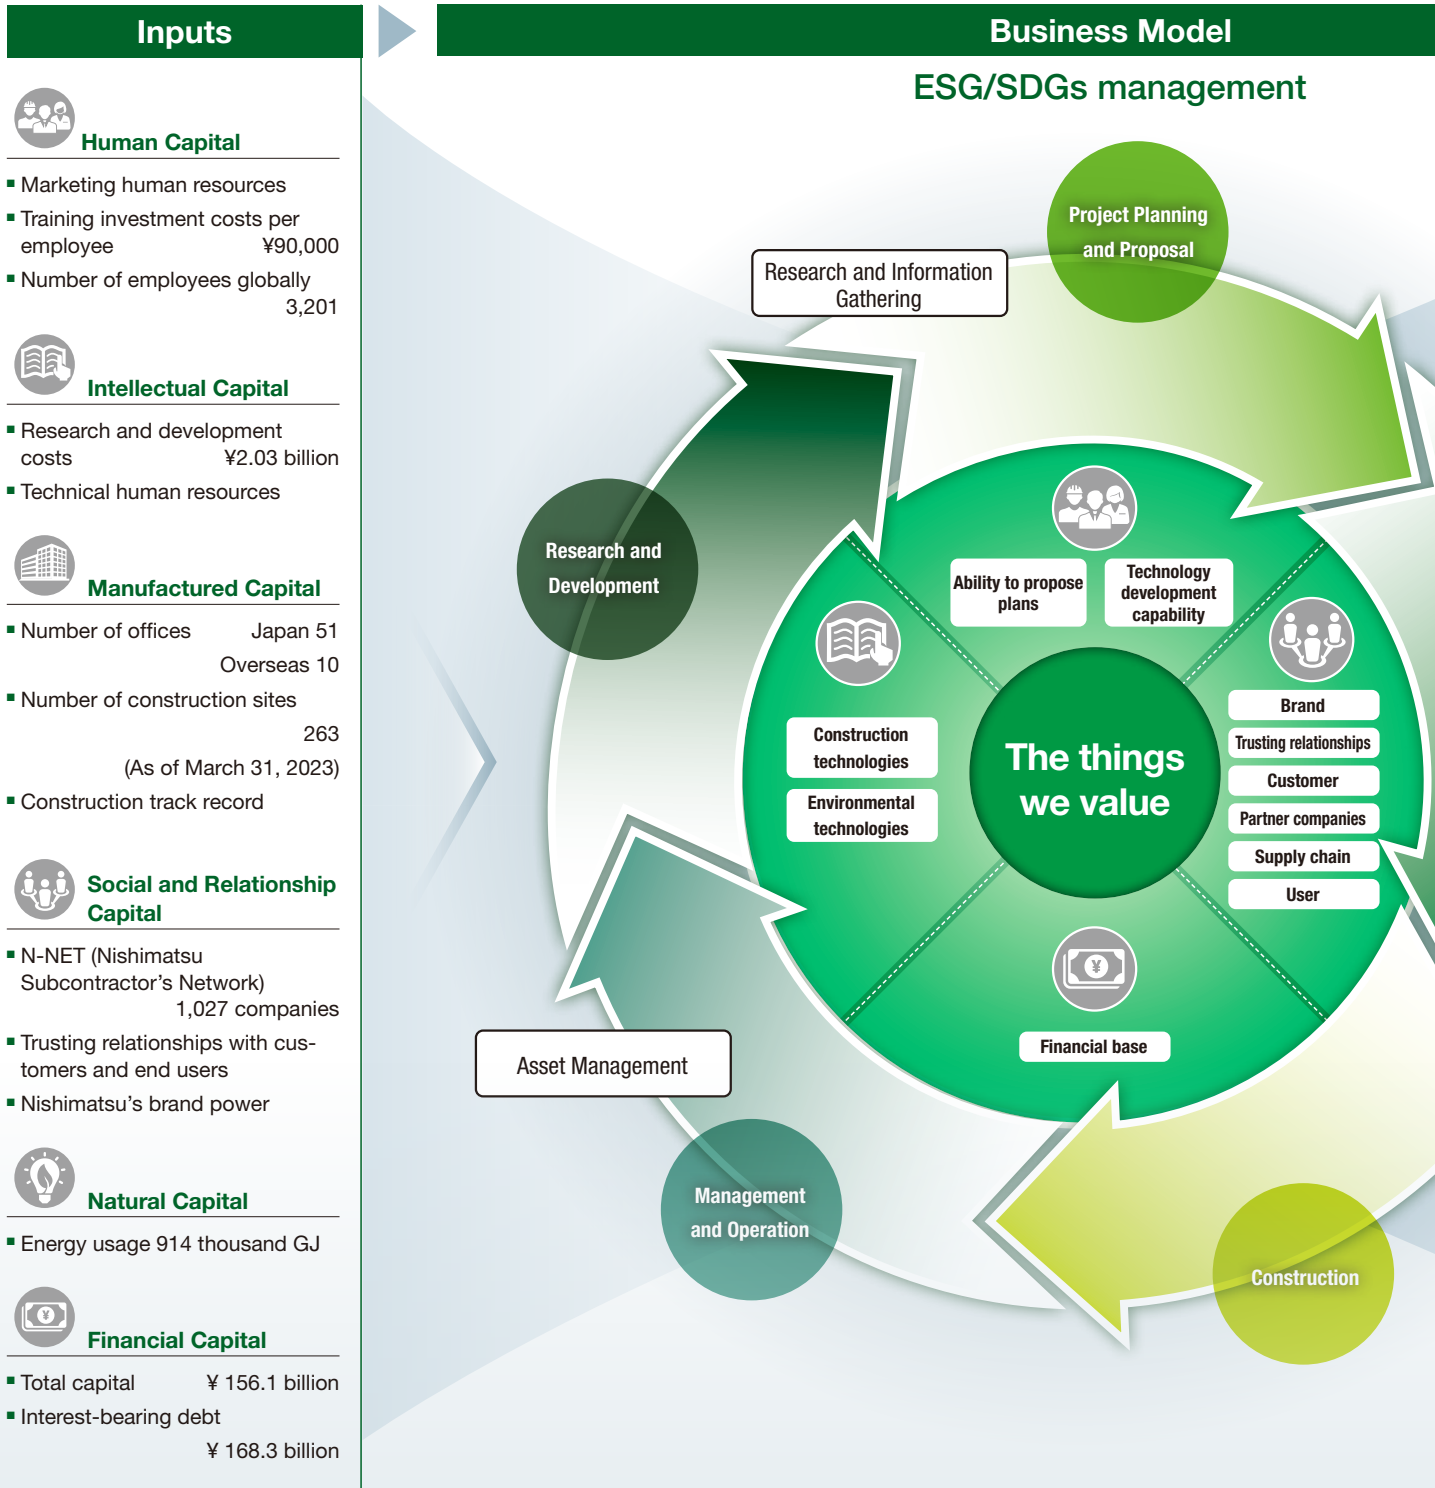 Inputs
Human Capital
■ Marketing human resources
■ Training investment costs per
employee ¥90,000
■ Number of employees globally
3,201
Intellectual Capital
■ Research and development
costs ¥2.03 billion
■ Technical human resources
Manufactured Capital
■ Number of offices Japan 51
Overseas 10
■ Number of construction sites
263
(As of March 31, 2023)
■ Construction track record
Social and Relationship
Capital
■ N-NET (Nishimatsu
Subcontractor’s Network)
1,027 companies
■ Trusting relationships with cus-
tomers and end users
■ Nishimatsu’s brand power
Natural Capital
■ Energy usage 914 thousand GJ
Financial Capital
■ Total capital ¥ 156.1 billion
■ Interest-bearing debt
¥ 168.3 billion
Business Model
ESG/SDGs management
Project Planning
and Proposal
Research and Information
Gathering
Research and
Development
Ability to propose
plans
Technology
development
capability
Construction
technologies
Environmental
technologies
The things
we value
Brand
Trusting relationships
Customer
Partner companies
Supply chain
User
¥
Financial base
Asset Management
Management
and Operation
Construction